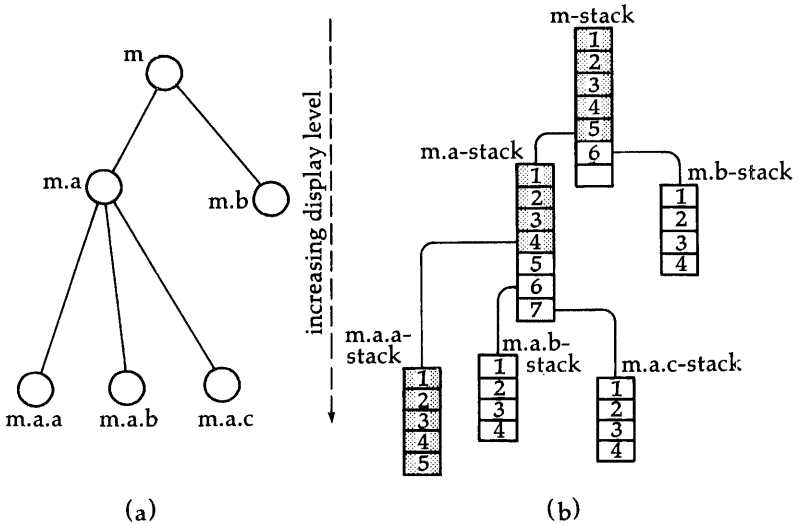 m
m.a
m.b
m.a.a
m.a.b
m.a.c
(a)
increasing display level
m-stack
1
2
3
4
5
6
m.a-stack
1
2
3
4
5
6
7
m.b-stack
1
2
3
4
m.a.a-
stack
1
2
3
4
5
m.a.b-
stack
1
2
3
4
m.a.c-stack
1
2
3
4
(b)